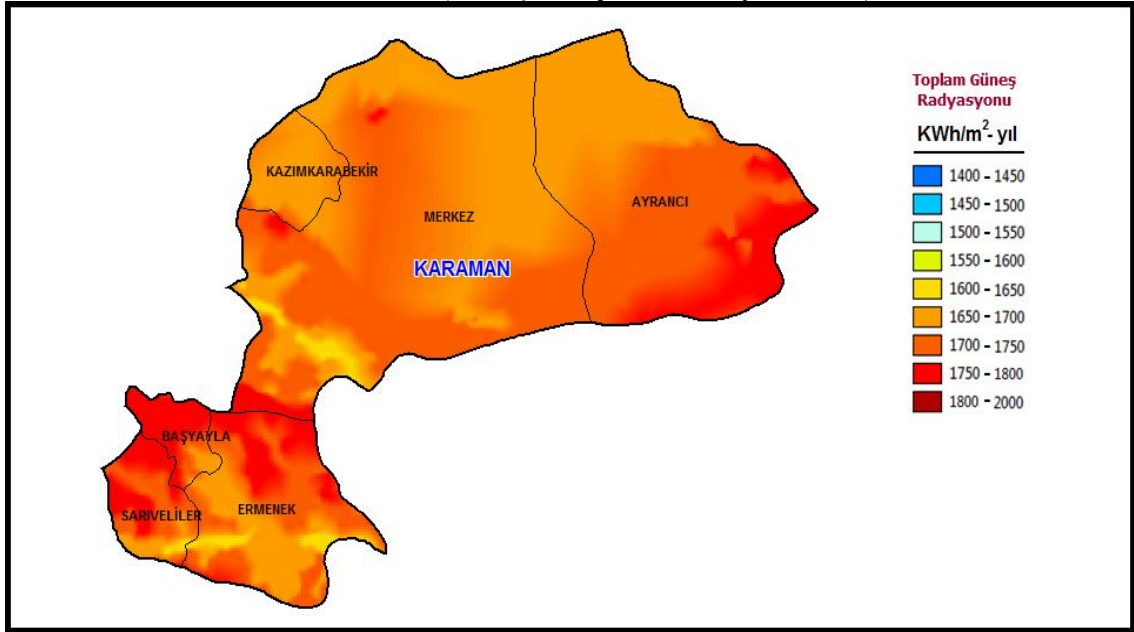 Toplam Güneş
Radyasyonu
KWh/m²- yıl
1400 - 1450
1450 - 1500
1500 - 1550
1550 - 1600
1600 - 1650
1650 - 1700
1700 - 1750
1750 - 1800
1800 - 2000
KAZIMKARABEKİR
MERKEZ
AYRANCI
KARAMAN
BAŞYAYLA
SARIVELİLER
ERMENEK